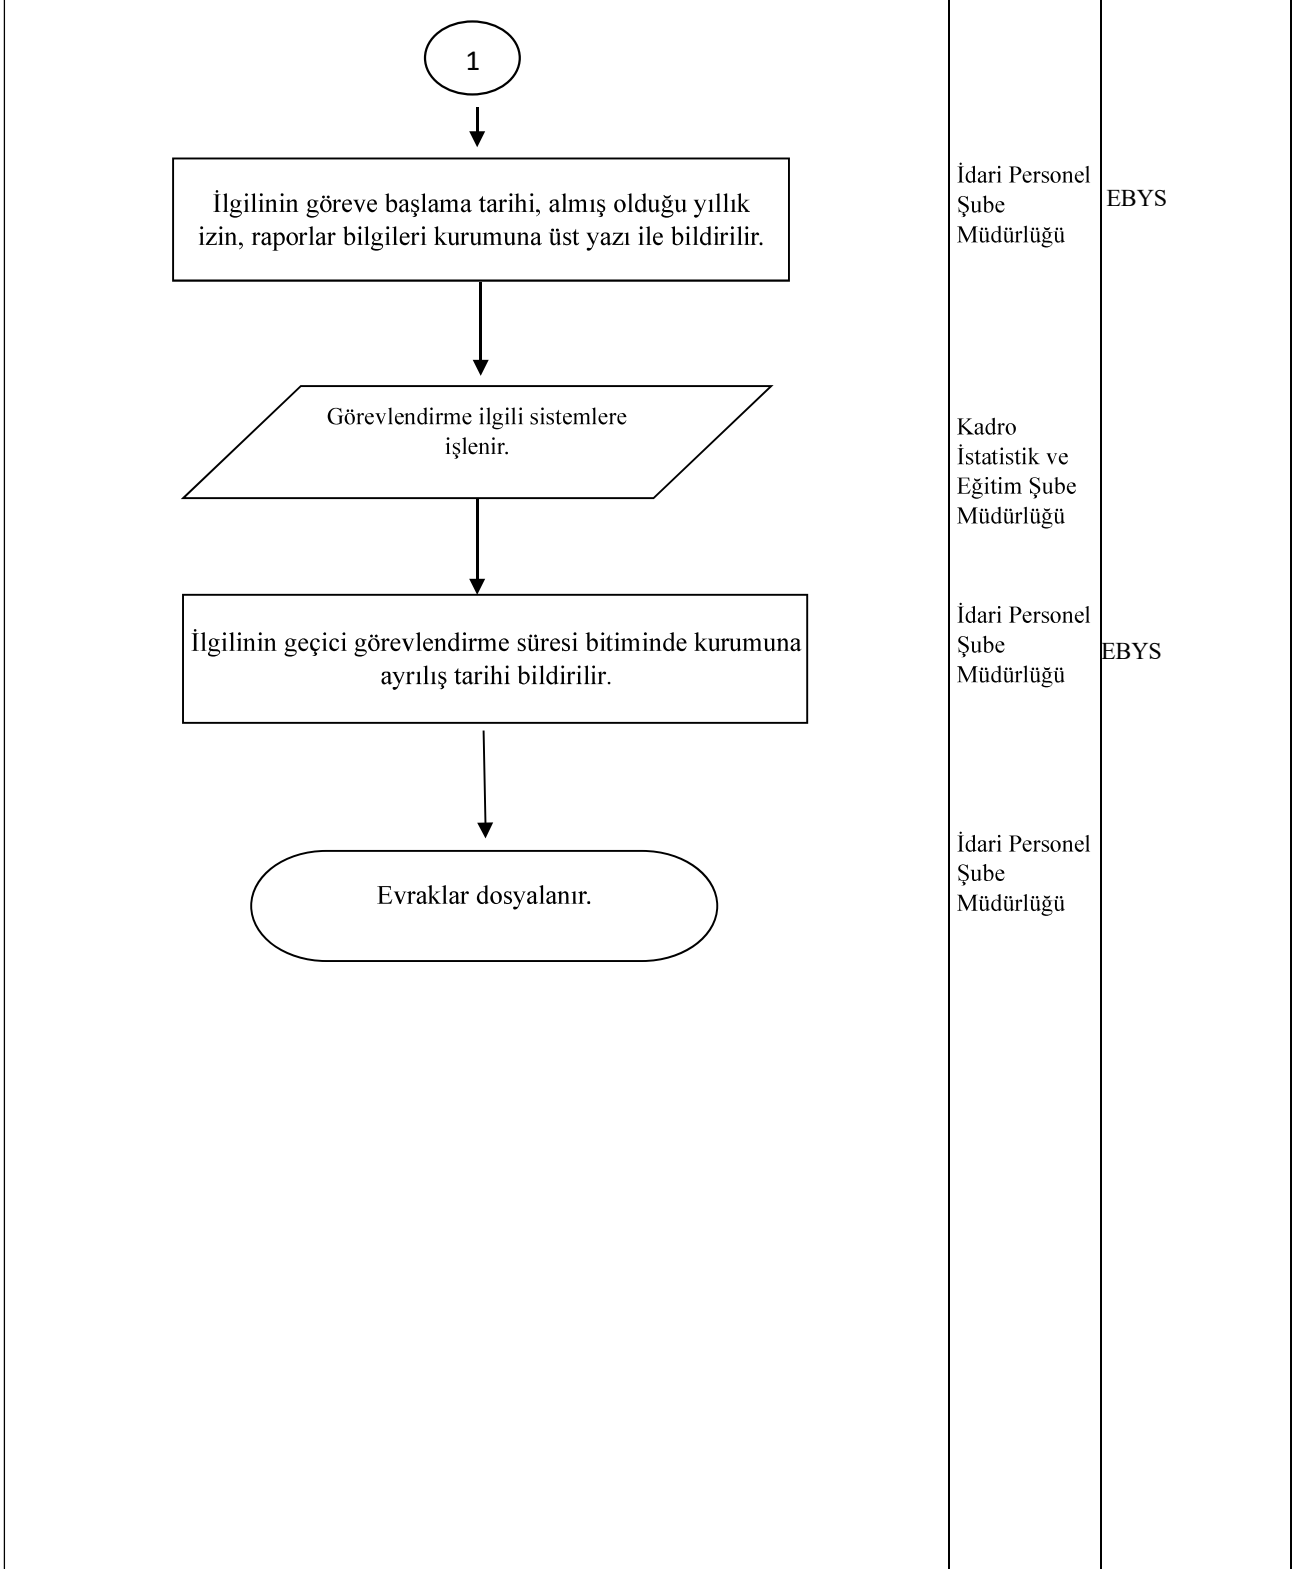 1
İlgilinin göreve başlama tarihi, almış olduğu yıllık
izin, raporlar bilgileri kurumuna üst yazı ile bildirilir.
İdari Personel
Şube
Müdürlüğü
EBYS
Görevlendirme ilgili sistemlere
işlenir.
Kadro
İstatistik ve
Eğitim Şube
Müdürlüğü
İlgilinin geçici görevlendirme süresi bitiminde kurumuna
ayrılış tarihi bildirilir.
İdari Personel
Şube
Müdürlüğü
EBYS
Evraklar dosyalanır.
İdari Personel
Şube
Müdürlüğü